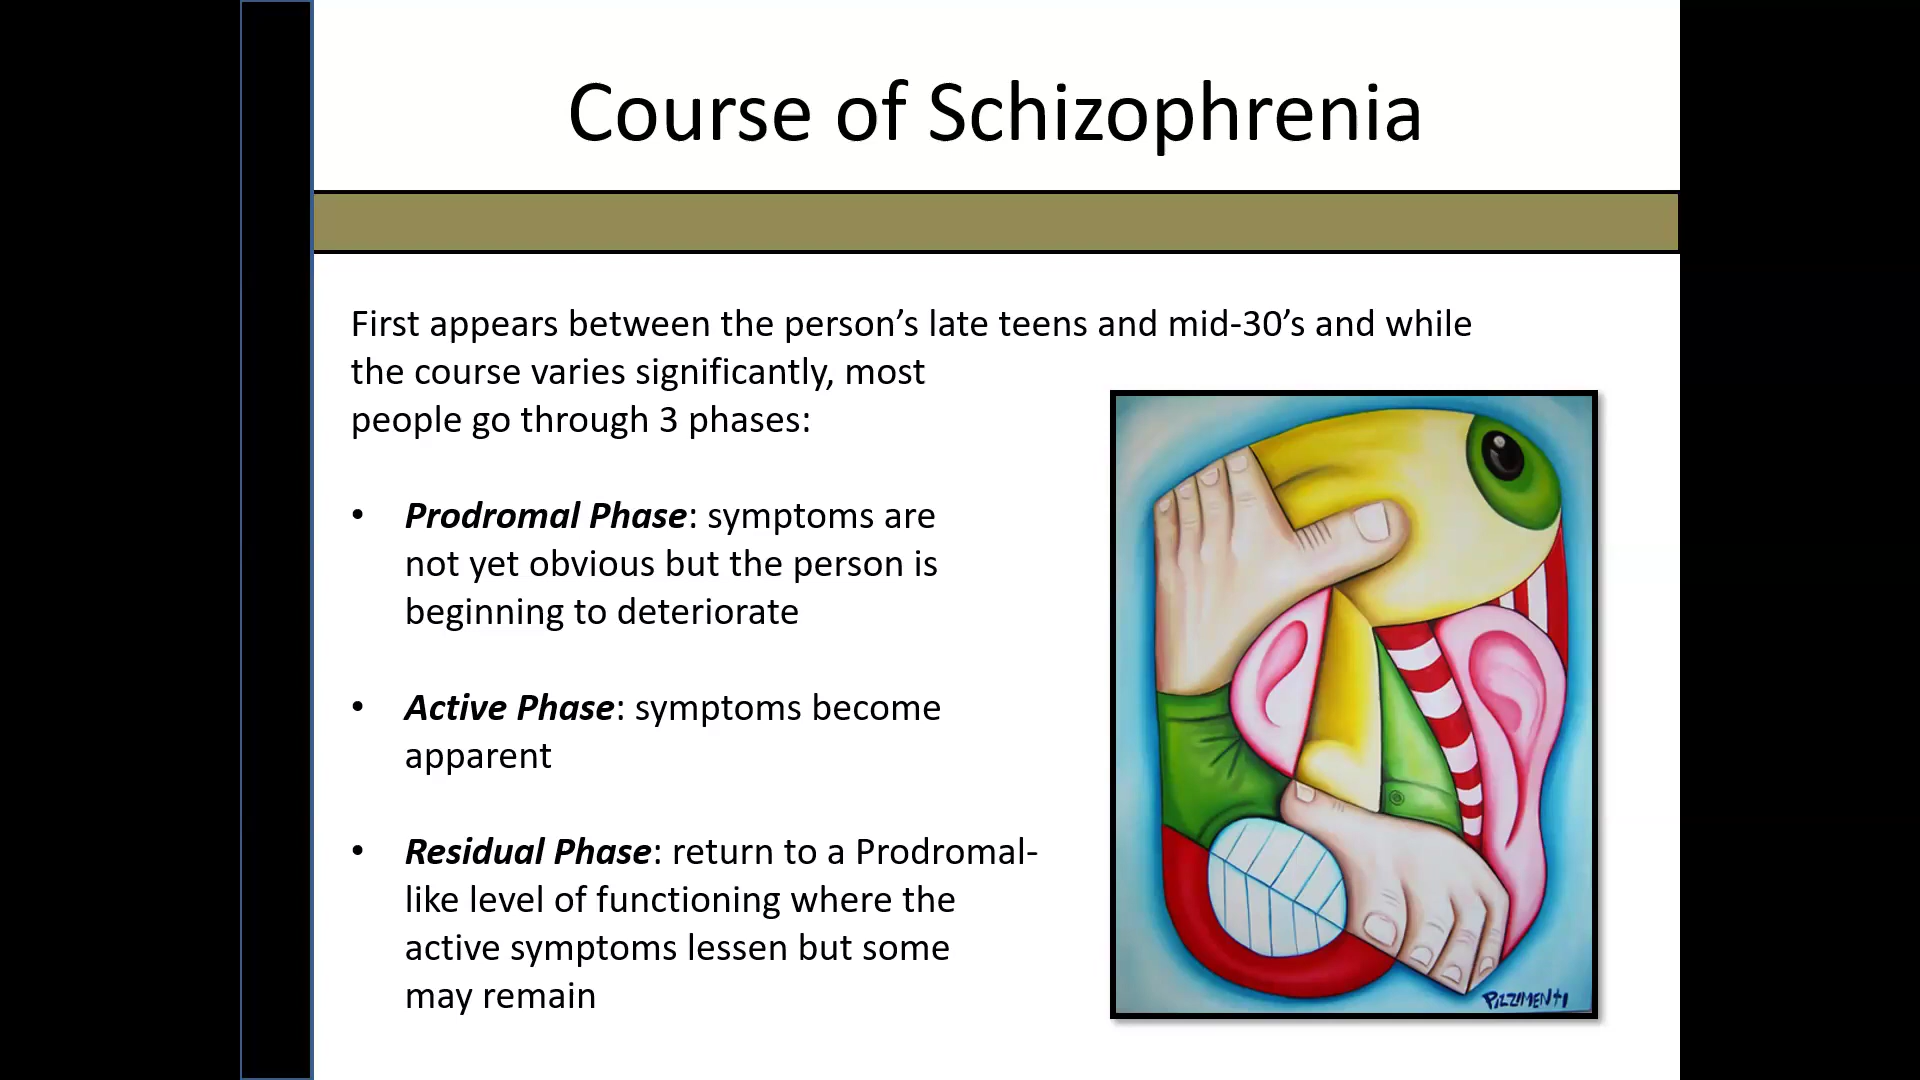 Course of Schizophrenia
First appears between the person’s late teens and mid-30’s and while
the course varies significantly, most
people go through 3 phases:
• Prodromal Phase: symptoms are
not yet obvious but the person is
beginning to deteriorate
• Active Phase: symptoms become
apparent
• Residual Phase: return to a Prodromal-
like level of functioning where the
active symptoms lessen but some
may remain
PIZZIMENTI